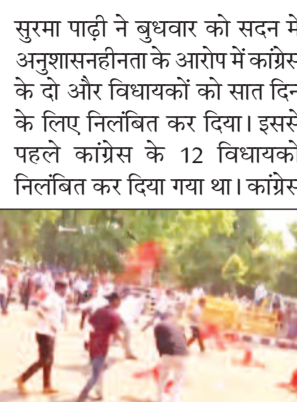 सुरमा पाढ़ी ने बुधवार को सदन में
अनुशासनहीनता के आरोप में कांग्रेस
के दो और विधायकों को सात दिन
के लिए निलंबित कर दिया। इससे
पहले कांग्रेस के 12 विधायकों
निलंबित कर दिया गया था। कांग्रेस